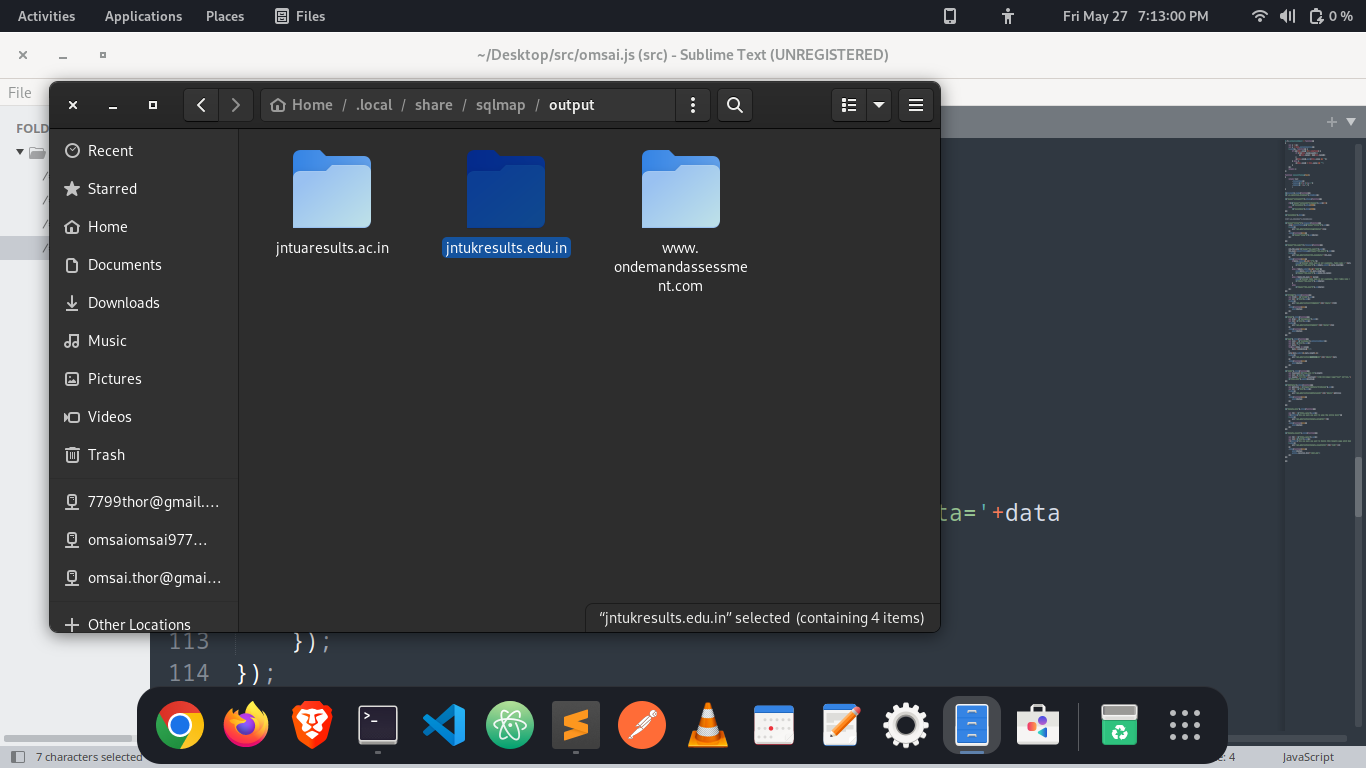 Activities Applications Places Files Fri May 27 7:13:00 PM 0 %
~/Desktop/src/omsai.js (src) - Sublime Text (UNREGISTERED)
File
FOLD
Home / .local / share / sqlmap / output
Recent
Starred
Home
Documents
Downloads
Music
Pictures
Videos
Trash
7799thor@gmail.…
omsaiomsai977…
omsai.thor@gmai…
Other Locations
jntuaresults.ac.in
jntukresults.edu.in
www.
ondemandassessme
nt.com
“jntukresults.edu.in” selected (containing 4 items)
ta='+data
113 });
114 });
7 characters selected
e: 4
JavaScript